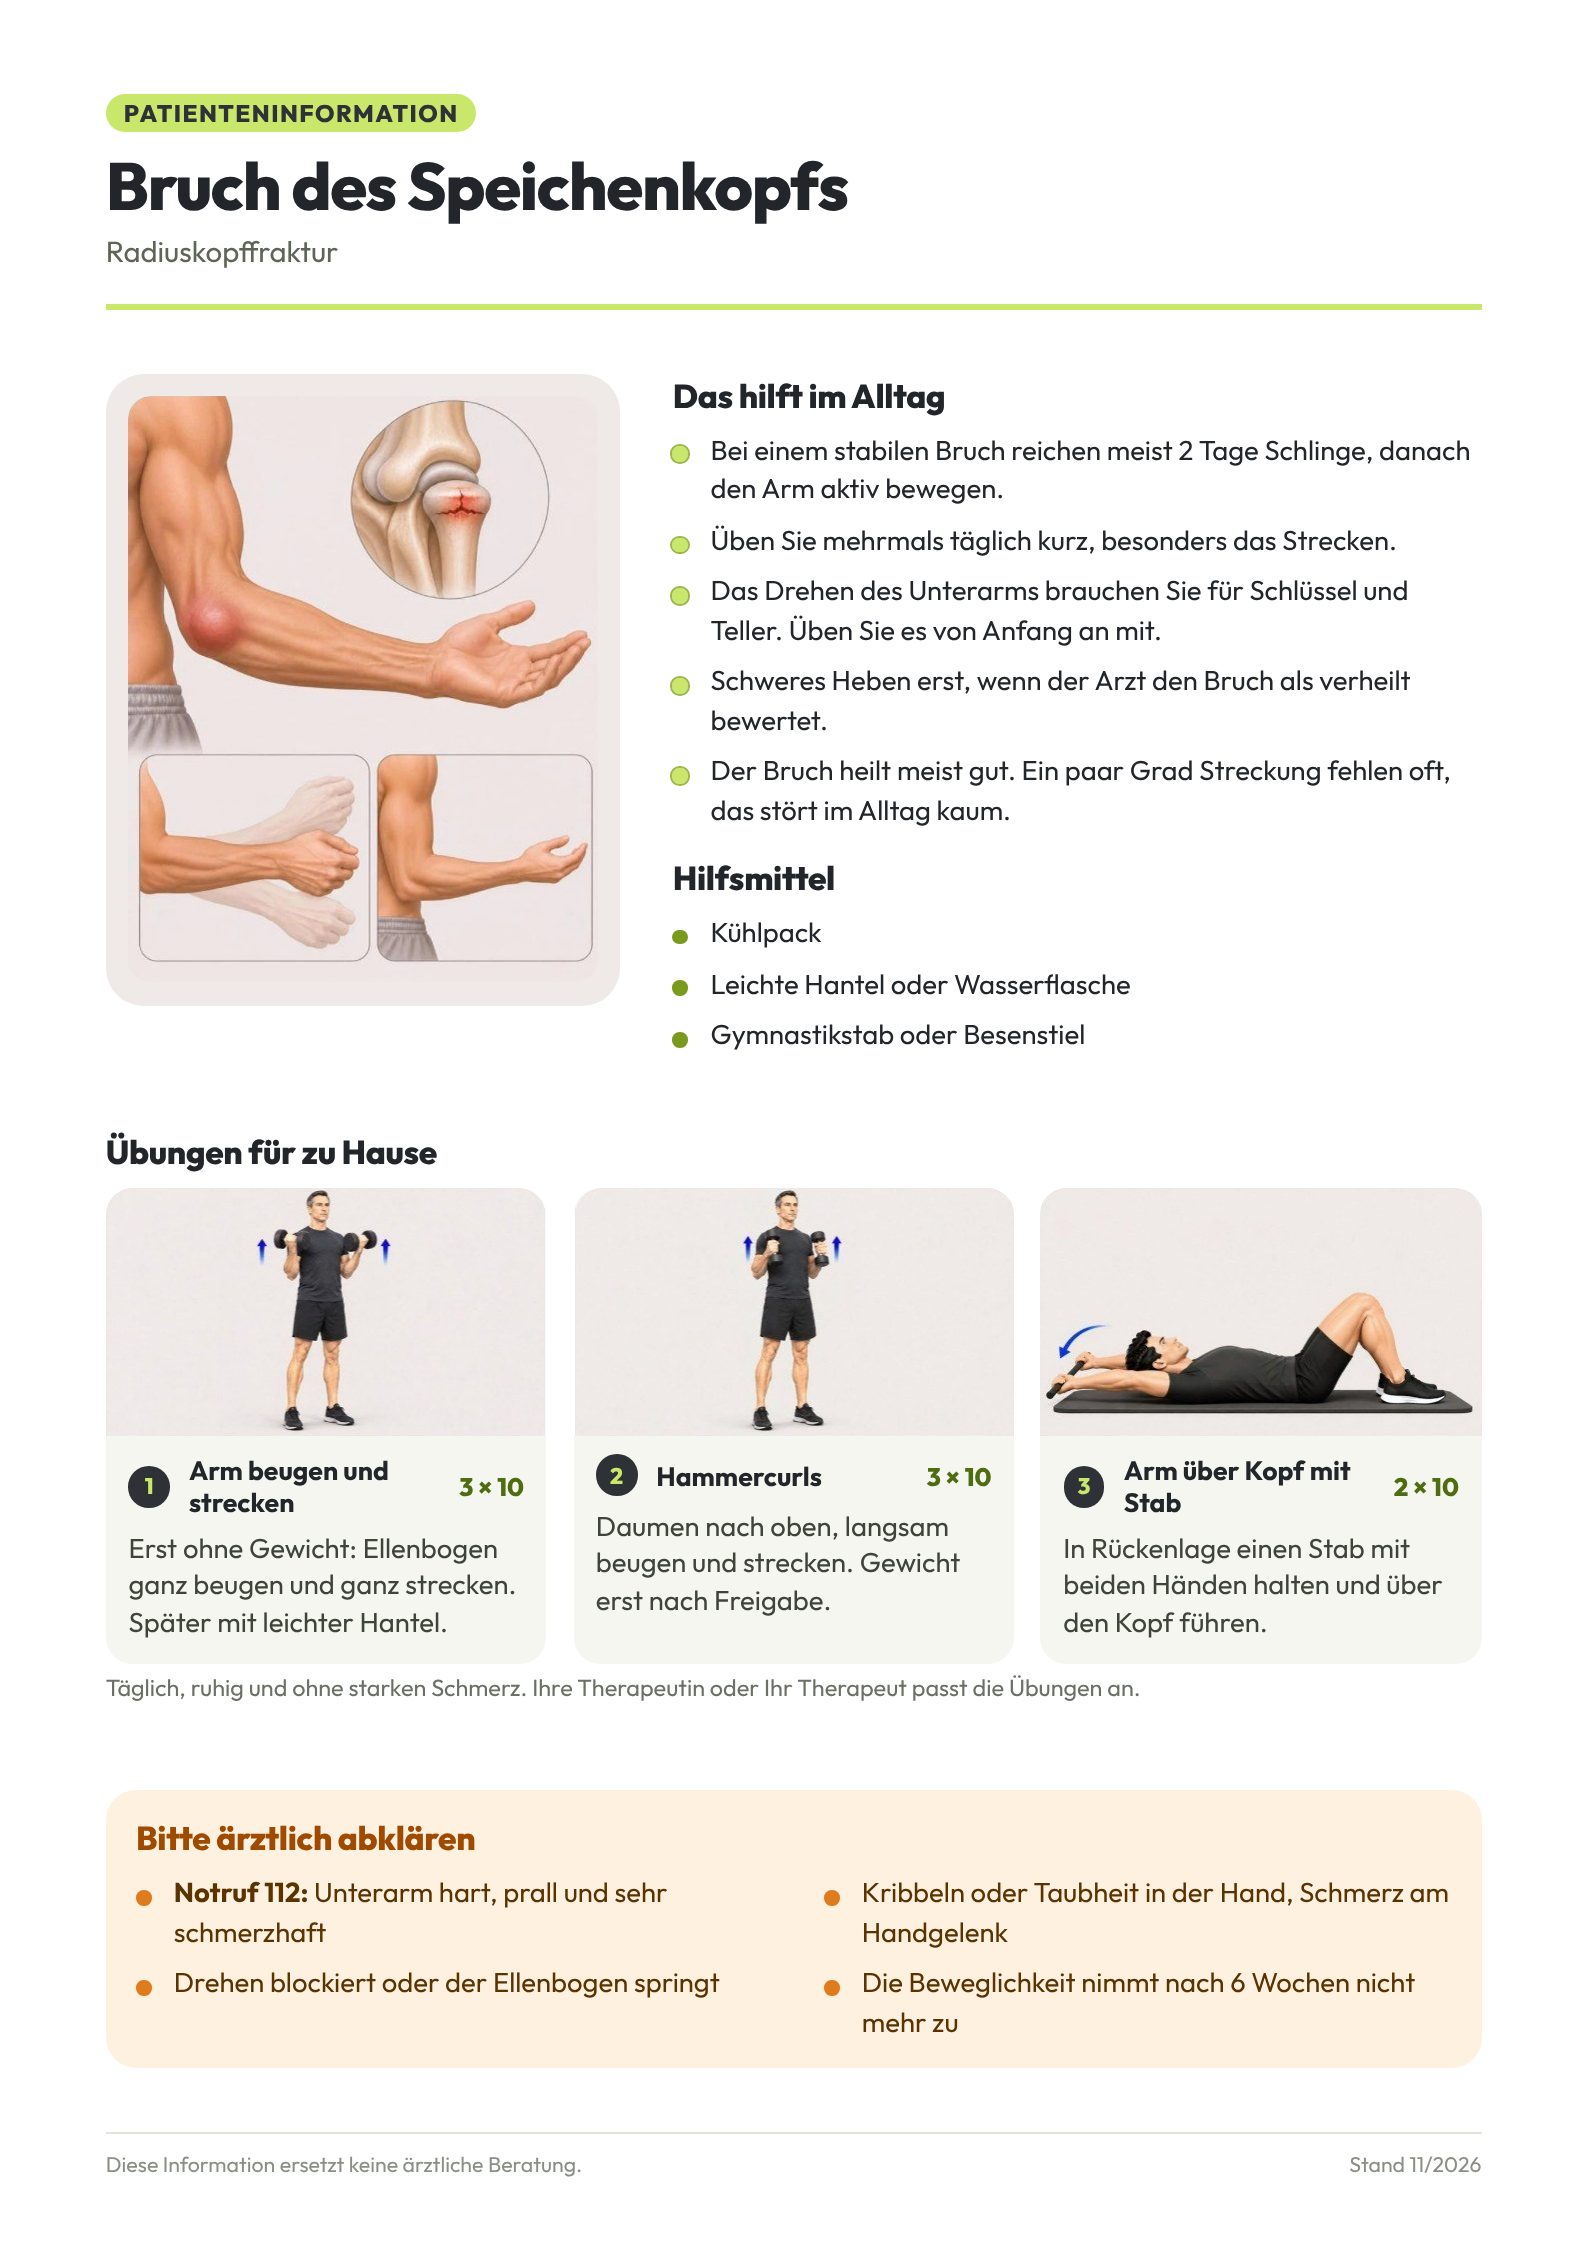 PATIENTENINFORMATION
Bruch des Speichenkopfs
Radiuskopffraktur
Das hilft im Alltag
Bei einem stabilen Bruch reichen meist 2 Tage Schlinge, danach
den Arm aktiv bewegen.
Üben Sie mehrmals täglich kurz, besonders das Strecken.
Das Drehen des Unterarms brauchen Sie für Schlüssel und
Teller. Üben Sie es von Anfang an mit.
Schweres Heben erst, wenn der Arzt den Bruch als verheilt
bewertet.
Der Bruch heilt meist gut. Ein paar Grad Streckung fehlen oft,
das stört im Alltag kaum.
Hilfsmittel
Kühlpack
Leichte Hantel oder Wasserflasche
Gymnastikstab oder Besenstiel
Übungen für zu Hause
1 Arm beugen und
strecken
3 × 10
Erst ohne Gewicht: Ellenbogen
ganz beugen und ganz strecken.
Später mit leichter Hantel.
2 Hammercurls 3 × 10
Daumen nach oben, langsam
beugen und strecken. Gewicht
erst nach Freigabe.
3 Arm über Kopf mit
Stab
2 × 10
In Rückenlage einen Stab mit
beiden Händen halten und über
den Kopf führen.
Täglich, ruhig und ohne starken Schmerz. Ihre Therapeutin oder Ihr Therapeut passt die Übungen an.
Bitte ärztlich abklären
Notruf 112: Unterarm hart, prall und sehr
schmerzhaft
Drehen blockiert oder der Ellenbogen springt
Kribbeln oder Taubheit in der Hand, Schmerz am
Handgelenk
Die Beweglichkeit nimmt nach 6 Wochen nicht
mehr zu
Diese Information ersetzt keine ärztliche Beratung.
Stand 11/2026